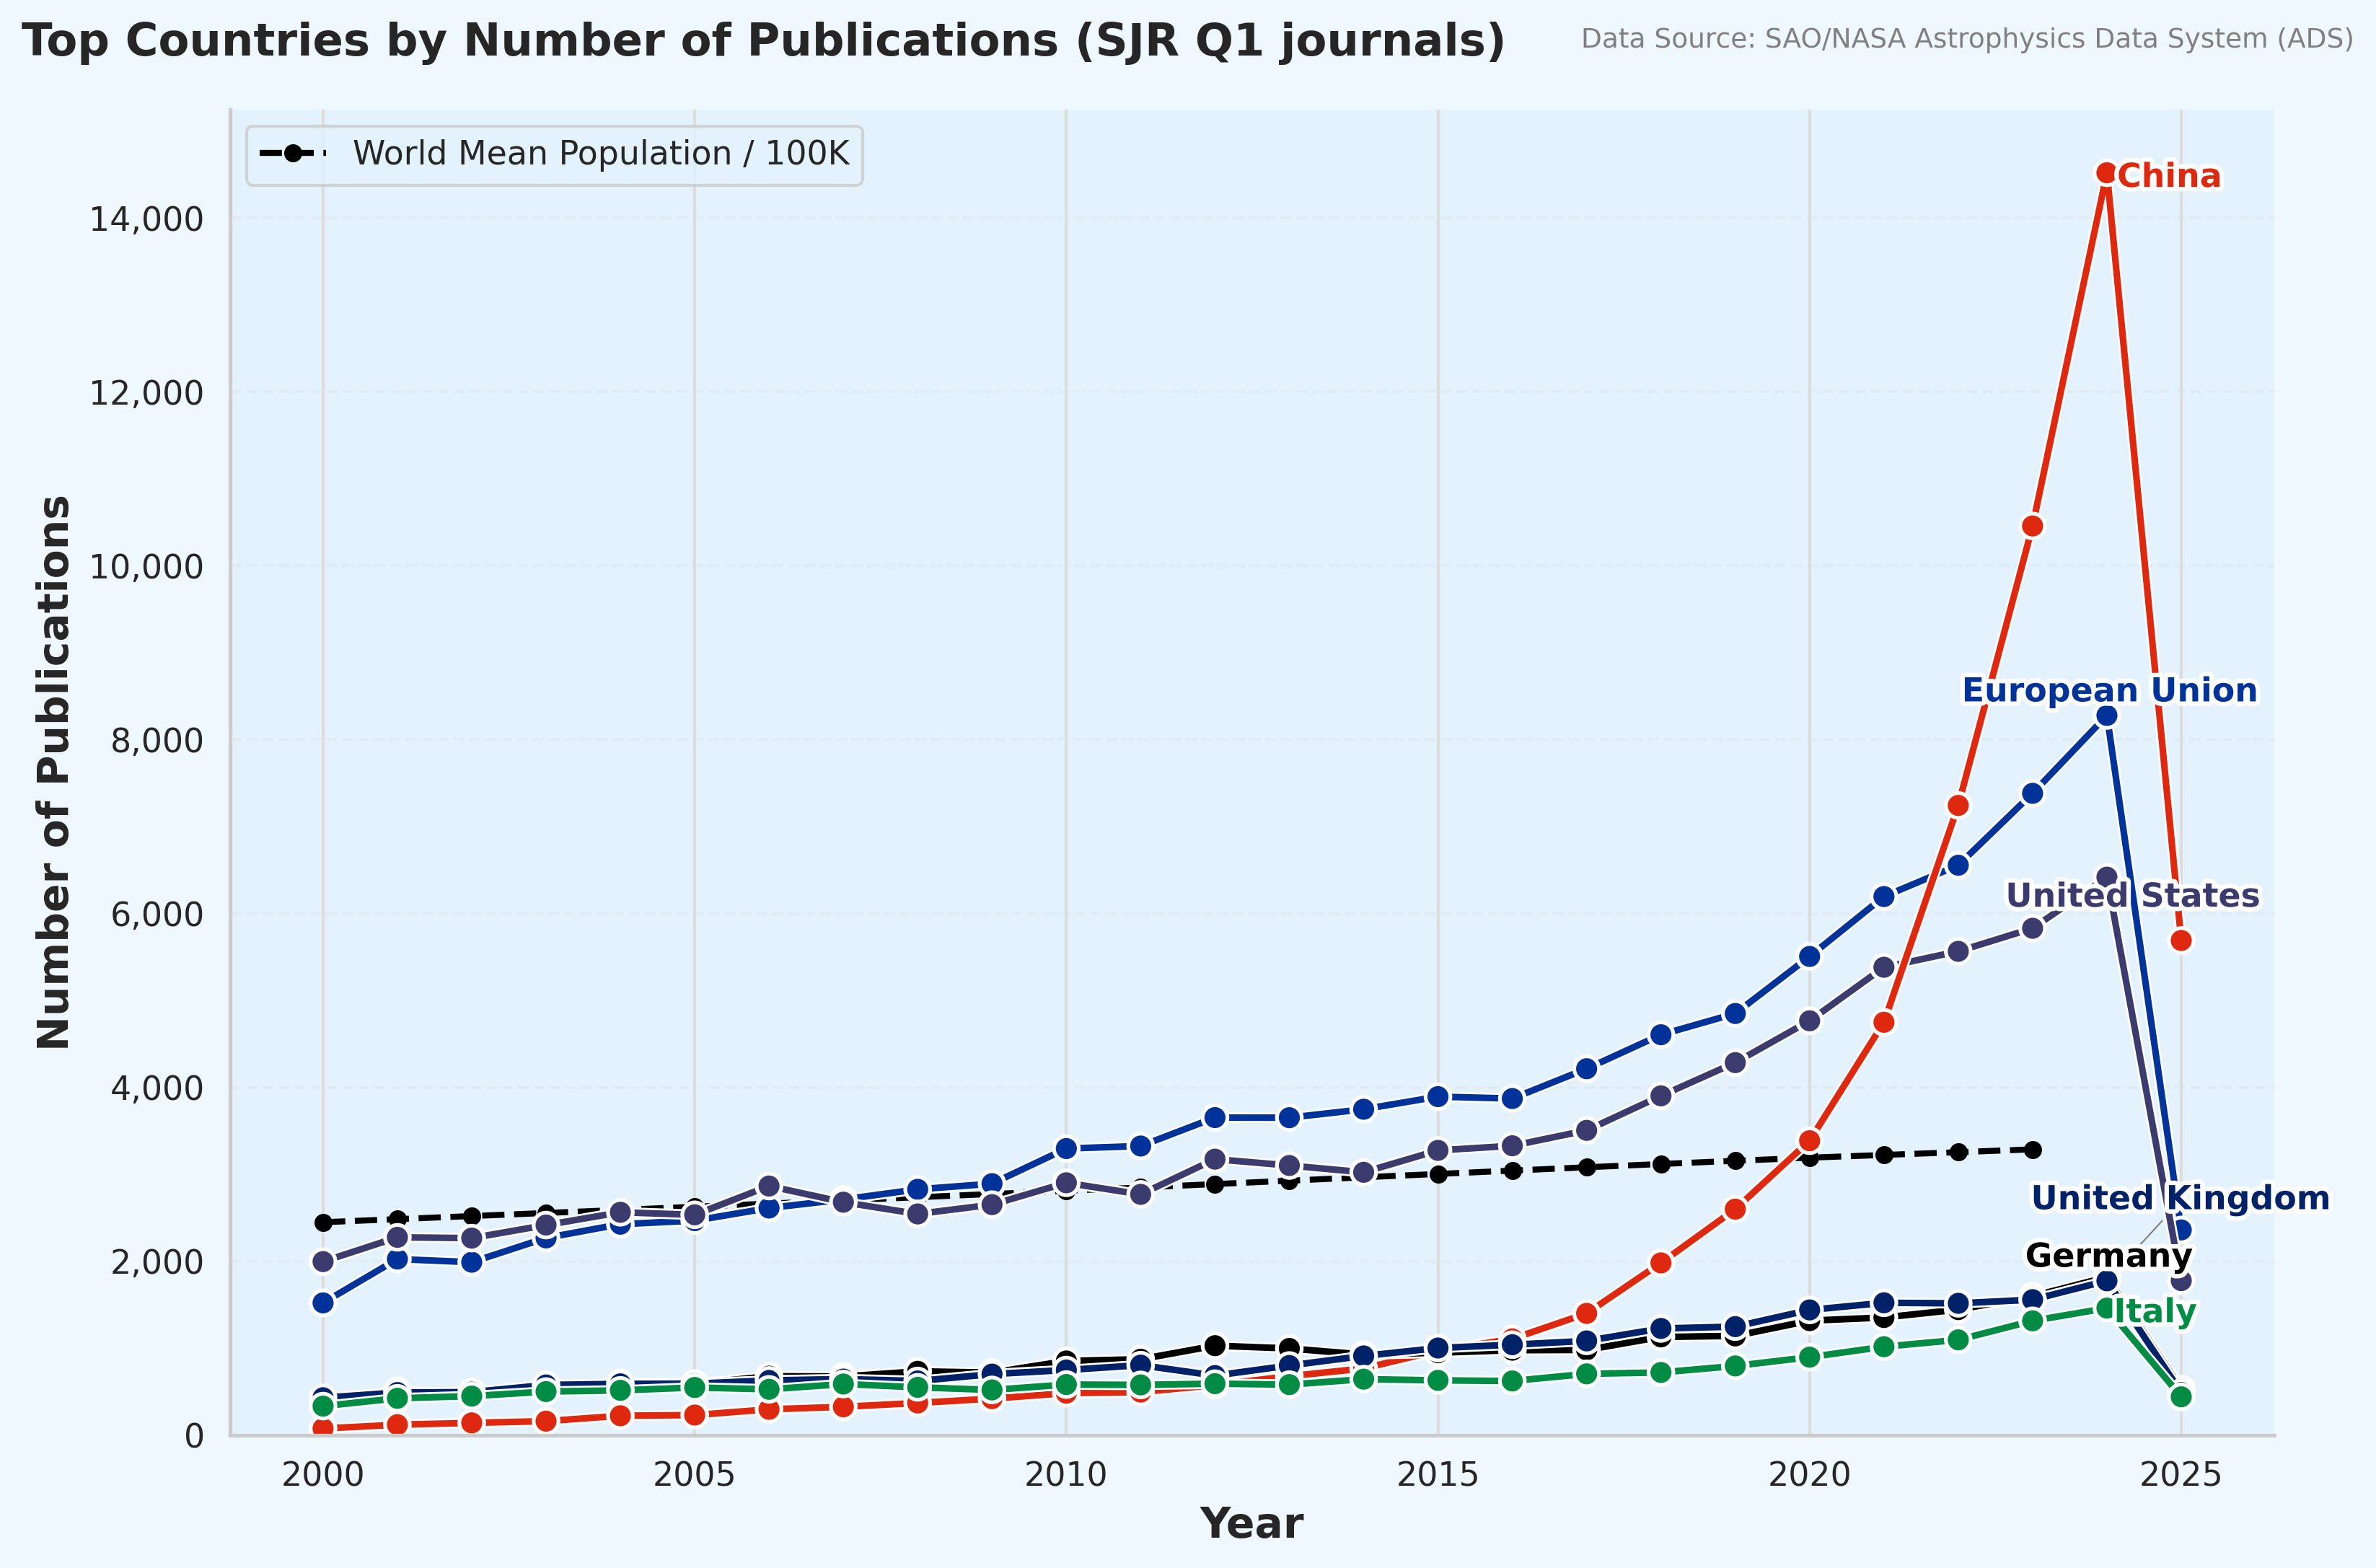 Top Countries by Number of Publications (SJR Q1 journals)
Data Source: SAO/NASA Astrophysics Data System (ADS)
World Mean Population / 100K
Number of Publications
14,000
12,000
10,000
8,000
6,000
4,000
2,000
0
China
European Union
United States
United Kingdom
Germany
Italy
2000
2005
2010
2015
2020
2025
Year